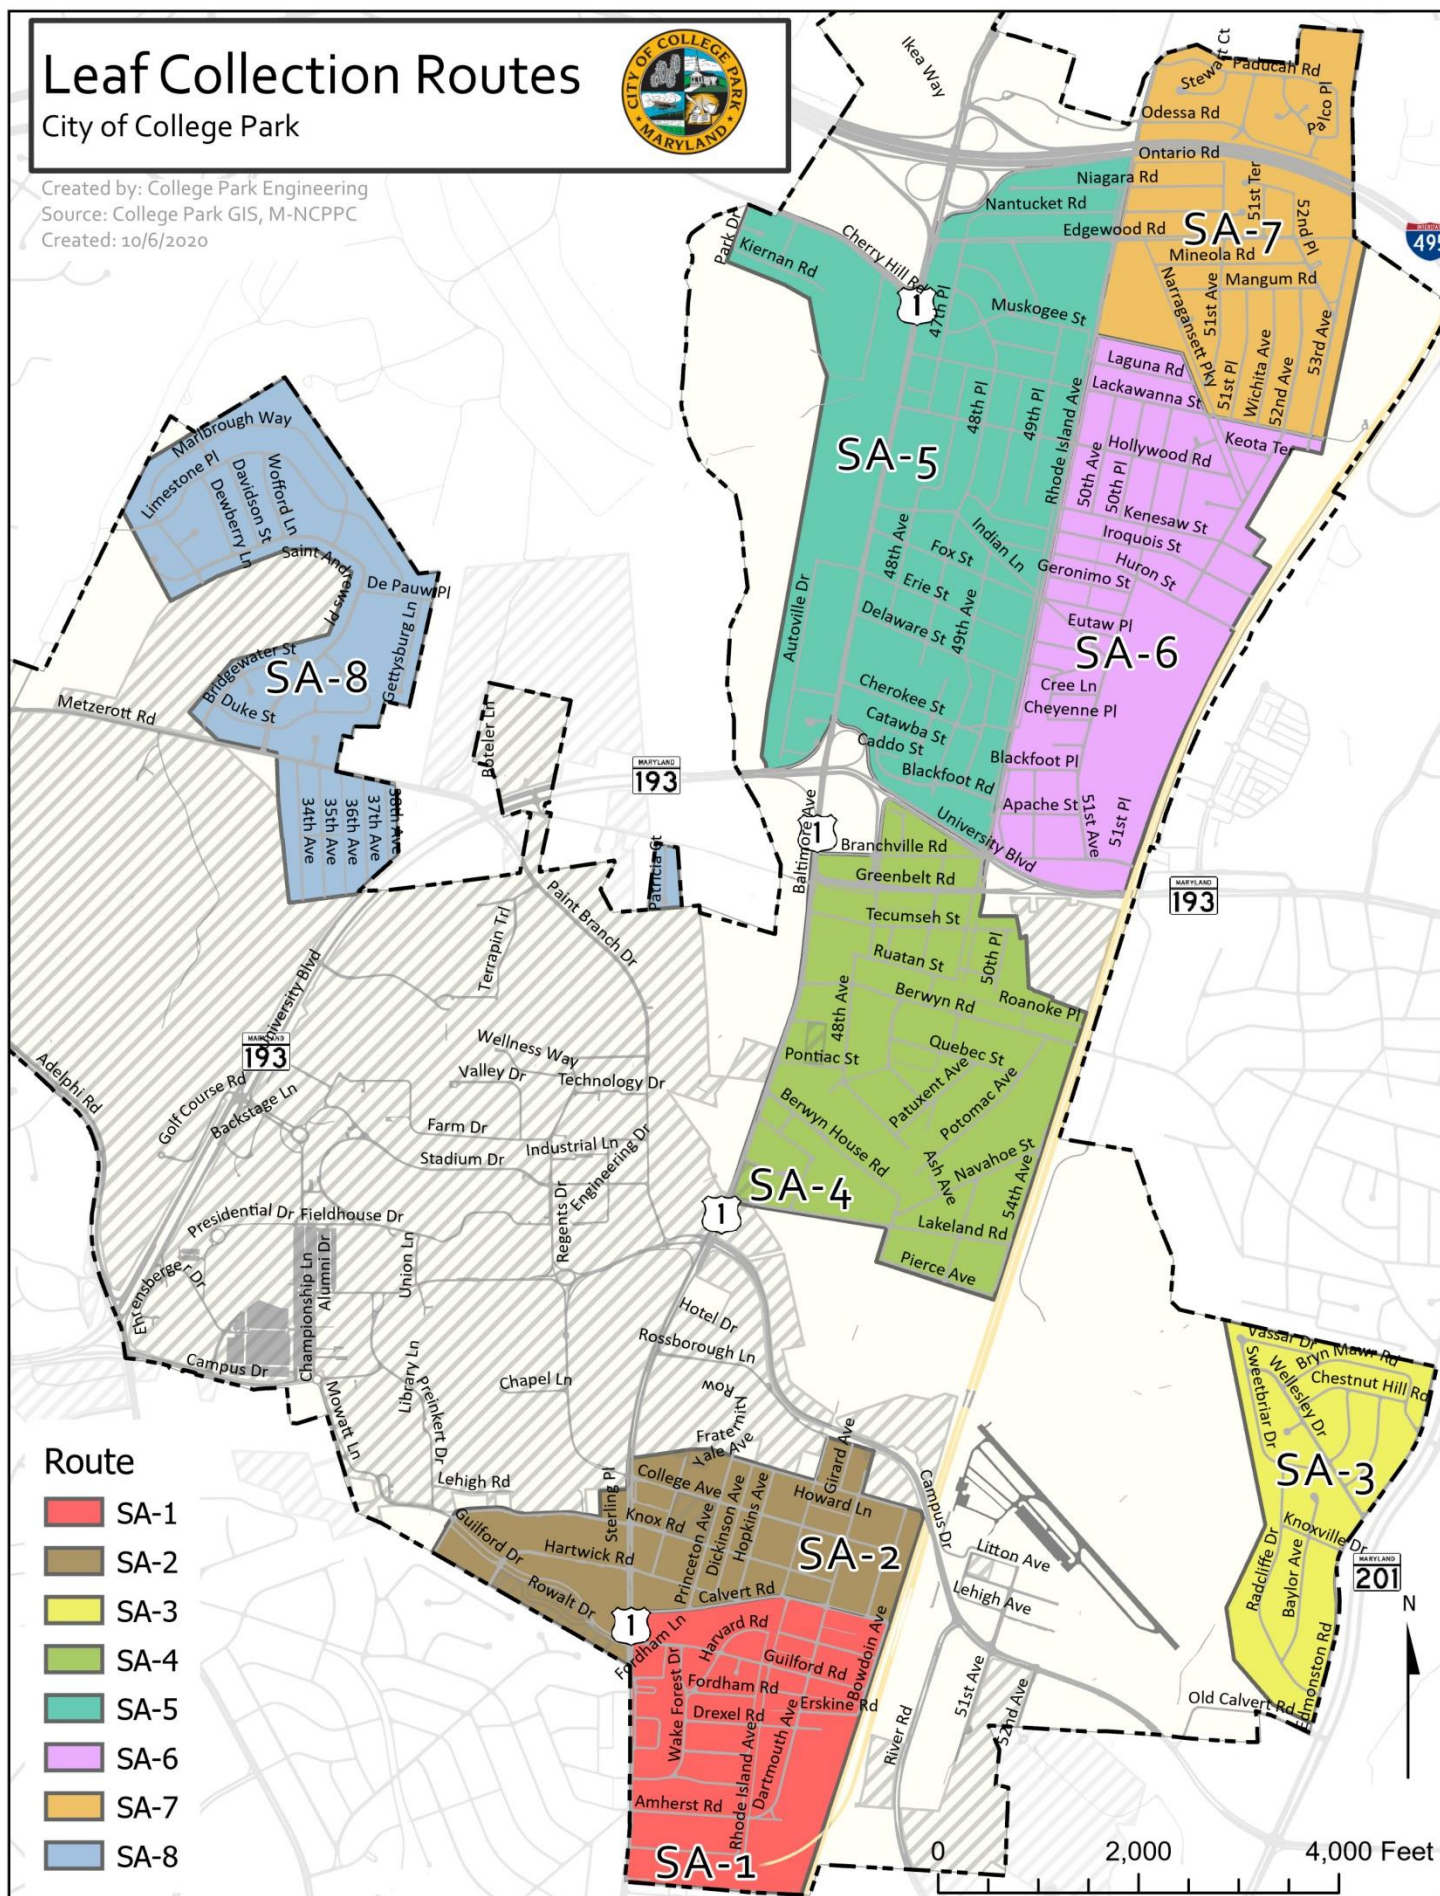 Leaf Collection Routes
City of College Park
CITY OF COLLEGE PARK
MARYLAND
Created by: College Park Engineering
Source: College Park GIS, M-NCPPC
Created: 10/6/2020
Ikea Way
Stewart Ct
Paducah Rd
Palco Pl
Odessa Rd
Ontario Rd
Niagara Rd
51st Ter
52nd Pl
Nantucket Rd
Edgewood Rd
SA-7
INTERSTATE
495
Park Dr
Kiernan Rd
Cherry Hill Rd
1
47th Pl
Mineola Rd
Mangum Rd
Muskogee St
Narragansett Pky
51st Ave
51st Pl
Wichita Ave
52nd Ave
53rd Ave
Laguna Rd
Lackawanna St
48th Pl
49th Pl
Rhode Island Ave
SA-5
Hollywood Rd
Keota Ter
50th Ave
50th Pl
Kenesaw St
Iroquois St
Huron St
Geronimo St
Indian Ln
Fox St
48th Ave
Erie St
Delaware St
49th Ave
Autoville Dr
Eutaw Pl
SA-6
Cree Ln
Cheyenne Pl
Cherokee St
Catawba St
Caddo St
Blackfoot Rd
Blackfoot Pl
Apache St
51st Ave
51st Pl
University Blvd
Marlbrough Way
Limestone Pl
Wofford Ln
Davidson St
Dewberry Ln
Saint Andrews Pl
De Pauw Pl
Gettysburg Ln
Bridgewater St
SA-8
Duke St
Metzerott Rd
Boteler Ln
MARYLAND
193
34th Ave
35th Ave
36th Ave
37th Ave
38th Ave
Patricia Ct
Baltimore Ave
1
Branchville Rd
Greenbelt Rd
MARYLAND
193
Tecumseh St
Ruatan St
50th Pl
Berwyn Rd
Roanoke Pl
48th Ave
Pontiac St
Quebec St
Patuxent Ave
Potomac Ave
Berwyn House Rd
Ash Ave
Navahoe St
54th Ave
SA-4
Lakeland Rd
Pierce Ave
Paint Branch Dr
Terrapin Trl
University Blvd
MARYLAND
193
Adelphi Rd
Golf Course Rd
Backstage Ln
Wellness Way
Valley Dr
Technology Dr
Farm Dr
Industrial Ln
Stadium Dr
Engineering Dr
Regents Dr
Presidential Dr
Fieldhouse Dr
Union Ln
Ehrensberger Dr
Championship Ln
Alumni Dr
1
Hotel Dr
Rossborough Ln
Campus Dr
Library Ln
Preinkert Dr
Chapel Ln
Mowatt Ln
Fraternity Row
Yale Ave
Lehigh Rd
Vassar Dr
Bryn Mawr Rd
Chestnut Hill Rd
Sweetbriar Dr
Wellesley Dr
SA-3
Knoxville Dr
Radcliffe Dr
Baylor Ave
MARYLAND
201
Edmonston Rd
Old Calvert Rd
Sterling Pl
College Ave
Girard Ave
Howard Ln
Knox Rd
Princeton Ave
Dickinson Ave
Hopkins Ave
SA-2
Guilford Dr
Hartwick Rd
Rowalt Dr
Calvert Rd
Campus Dr
Litton Ave
Lehigh Ave
1
Fordham Ln
Harvard Rd
Guilford Rd
Bowdoin Ave
Wake Forest Dr
Fordham Rd
Erskine Rd
Drexel Rd
Rhode Island Ave
Dartmouth Ave
Amherst Rd
SA-1
River Rd
51st Ave
52nd Ave
Route
SA-1
SA-2
SA-3
SA-4
SA-5
SA-6
SA-7
SA-8
N
0 2,000 4,000 Feet